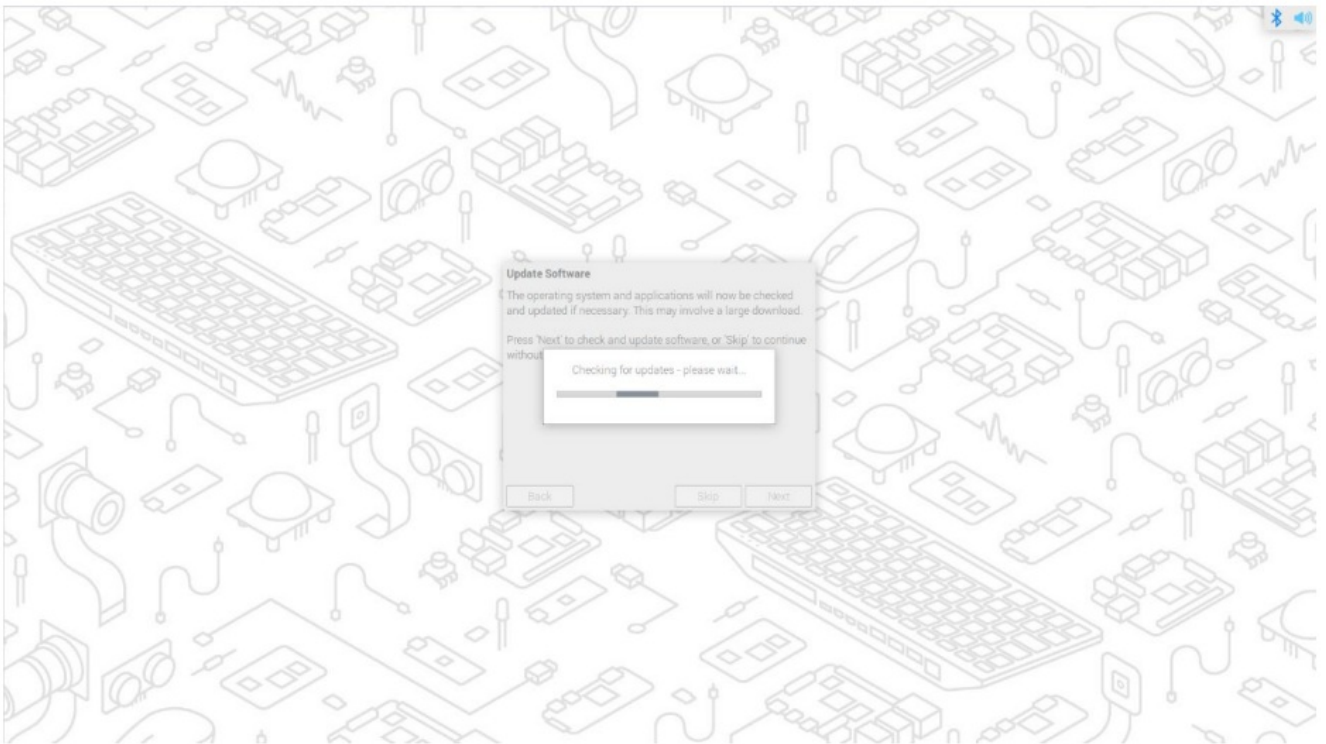 Update Software
The operating system and applications will now be checked
and updated if necessary. This may involve a large download.
Press 'Next' to check and update software, or 'Skip' to continue
without
Checking for updates - please wait...
Back
Skip
Next